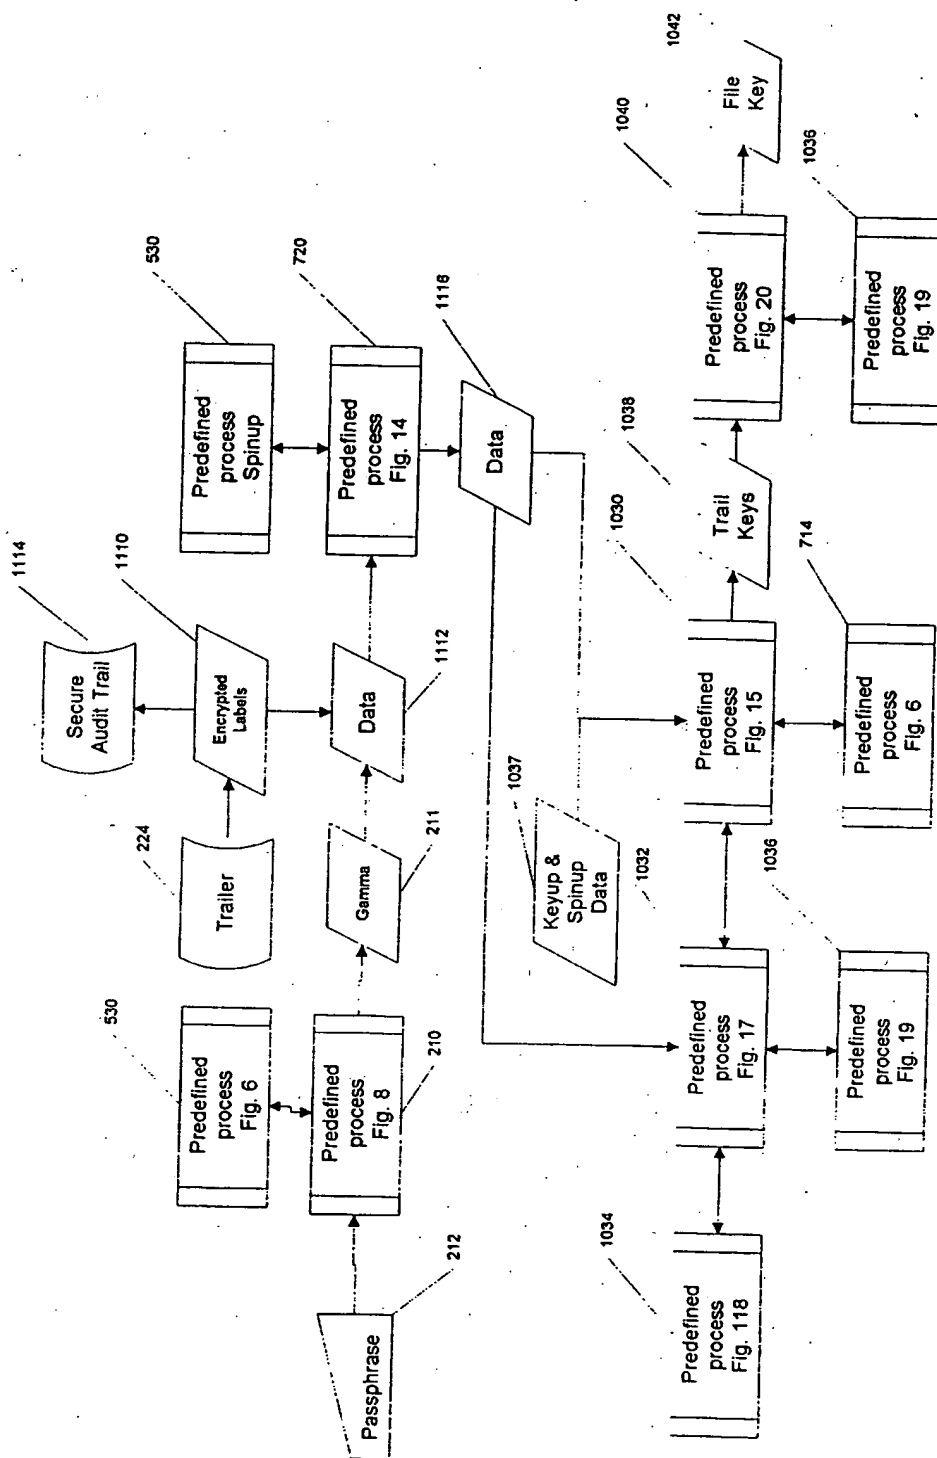 1114
Secure
Audit Trail
530
Predefined
process
Spinup
224
Trailer
1110
Encrypted
Labels
530
Predefined
process
Fig. 6
720
Predefined
process
Fig. 14
212
Passphrase
210
Predefined
process
Fig. 8
211
Gamma
1112
Data
1116
Data
1037
Keyup &
Spinup
Data
1034
Predefined
process
Fig. 118
1032
Predefined
process
Fig. 17
1030
Predefined
process
Fig. 15
1038
Trail
Keys
1040
Predefined
process
Fig. 20
1042
File
Key
1036
Predefined
process
Fig. 19
714
Predefined
process
Fig. 6
1036
Predefined
process
Fig. 19